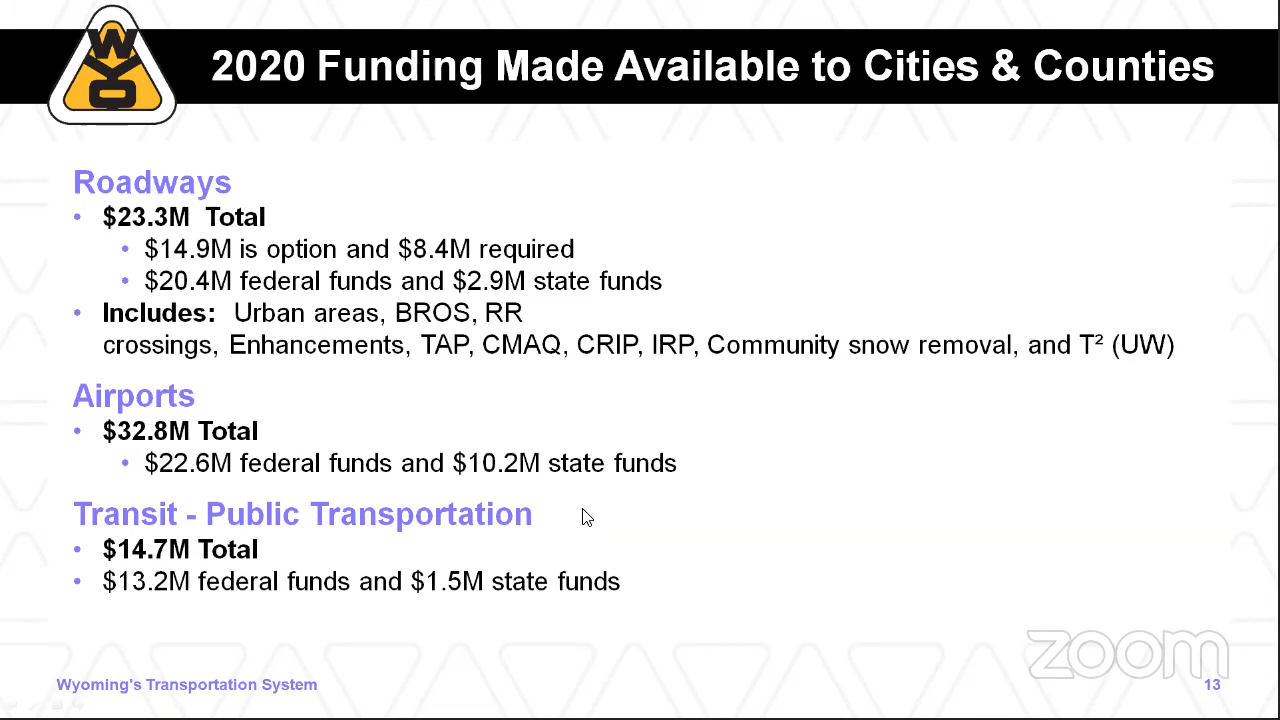 WYO
2020 Funding Made Available to Cities & Counties
Roadways
• $23.3M  Total
• $14.9M is option and $8.4M required
• $20.4M federal funds and $2.9M state funds
• Includes:  Urban areas, BROS, RR
crossings, Enhancements, TAP, CMAQ, CRIP, IRP, Community snow removal, and T² (UW)
Airports
• $32.8M Total
• $22.6M federal funds and $10.2M state funds
Transit - Public Transportation
• $14.7M Total
• $13.2M federal funds and $1.5M state funds
zoom
Wyoming's Transportation System
13